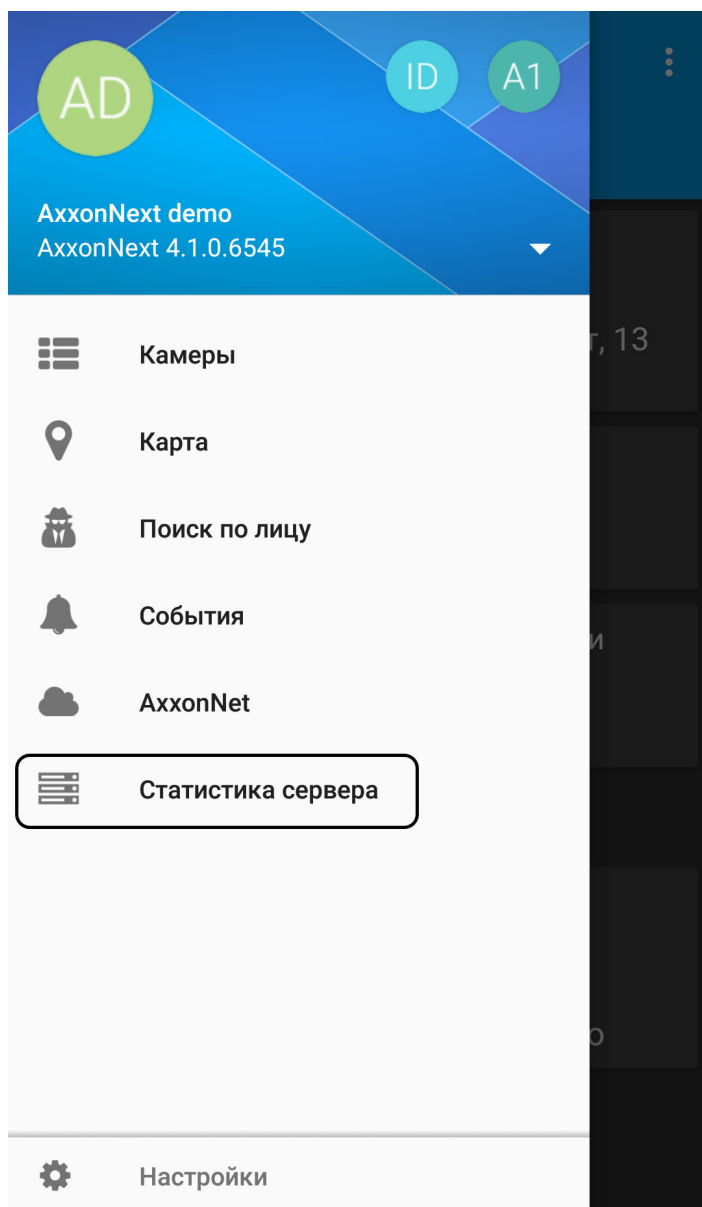 AD
ID
A1
AxxonNext demo
AxxonNext 4.1.0.6545
Камеры
т, 13
Карта
Поиск по лицу
События
и
AxxonNet
Статистика сервера
о
Настройки